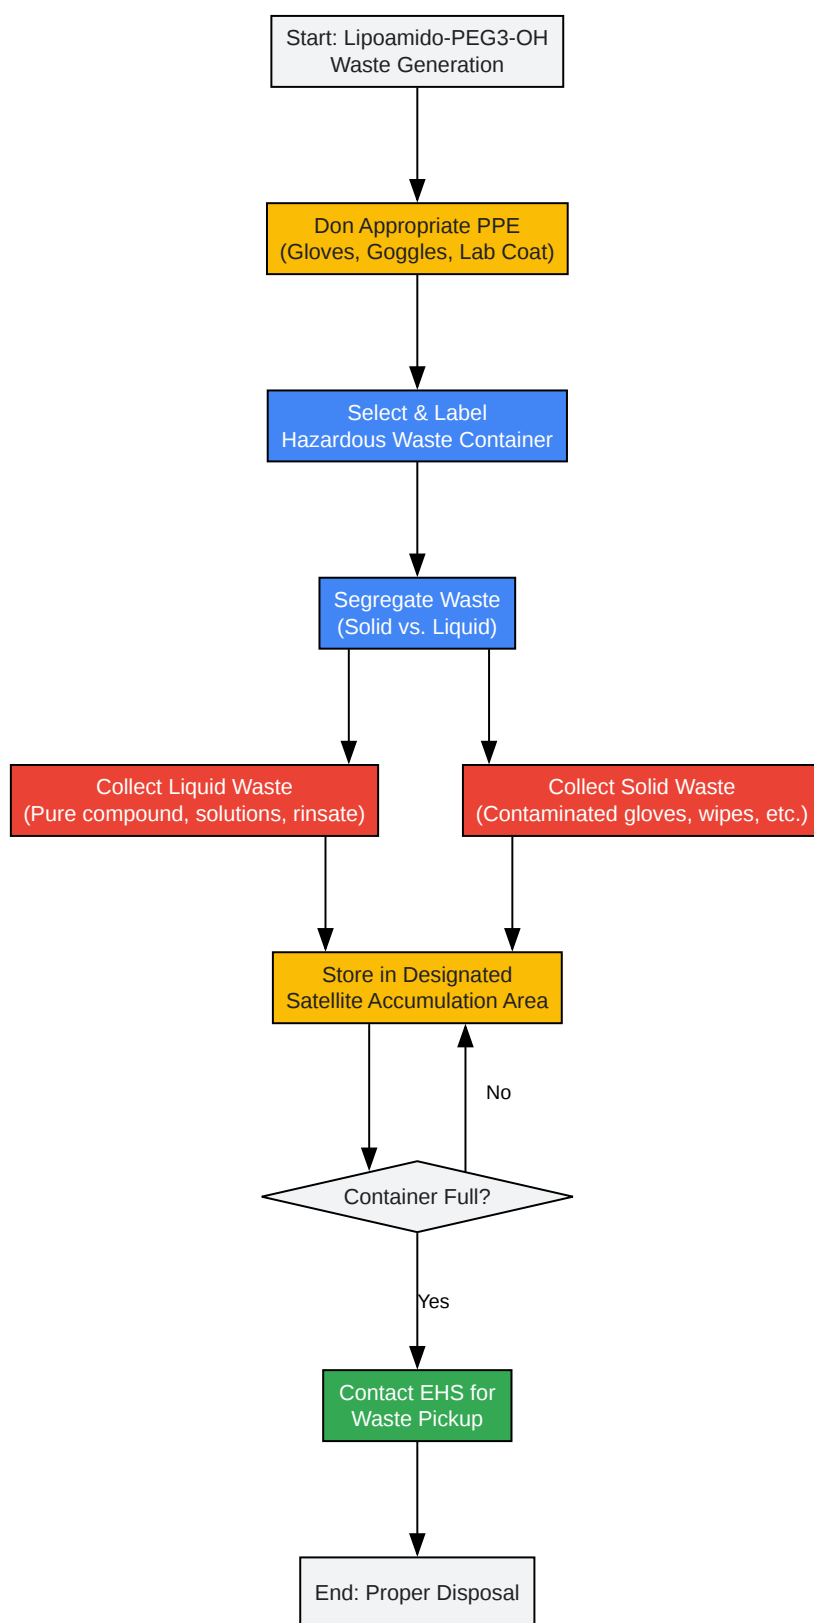 Start: Lipoamido-PEG3-OH
Waste Generation
Don Appropriate PPE
(Gloves, Goggles, Lab Coat)
Select & Label
Hazardous Waste Container
Segregate Waste
(Solid vs. Liquid)
Collect Liquid Waste
(Pure compound, solutions, rinsate)
Collect Solid Waste
(Contaminated gloves, wipes, etc.)
Store in Designated
Satellite Accumulation Area
No
Container Full?
Yes
Contact EHS for
Waste Pickup
End: Proper Disposal